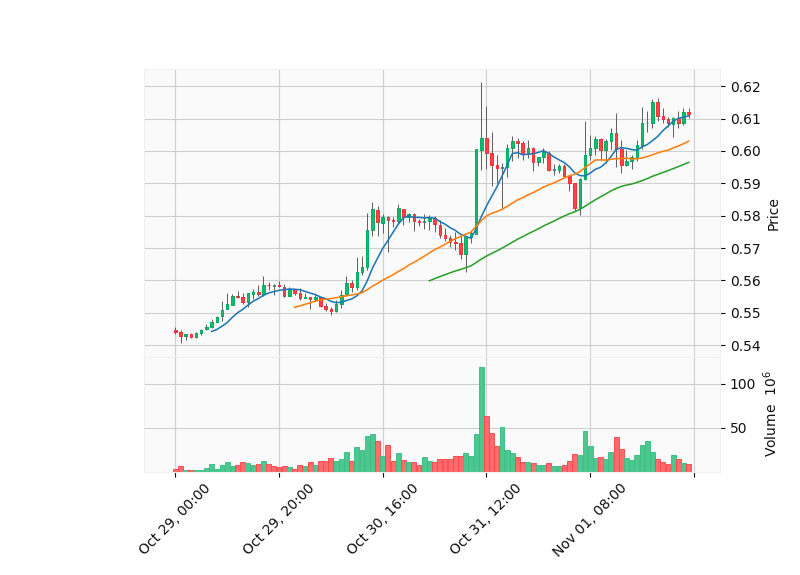 0.62
0.61
0.60
0.59
0.58
0.57
0.56
0.55
0.54
Price
100
50
Volume 10^6
Oct 29, 00:00
Oct 29, 20:00
Oct 30, 16:00
Oct 31, 12:00
Nov 01, 08:00